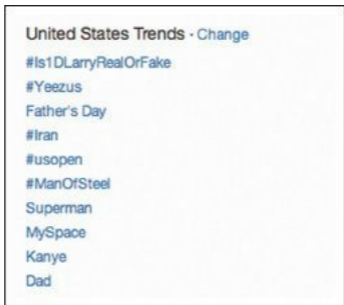 United States Trends · Change
#Is1DLarryRealOrFake
#Yeezus
Father's Day
#Iran
#usopen
#ManOfSteel
Superman
MySpace
Kanye
Dad